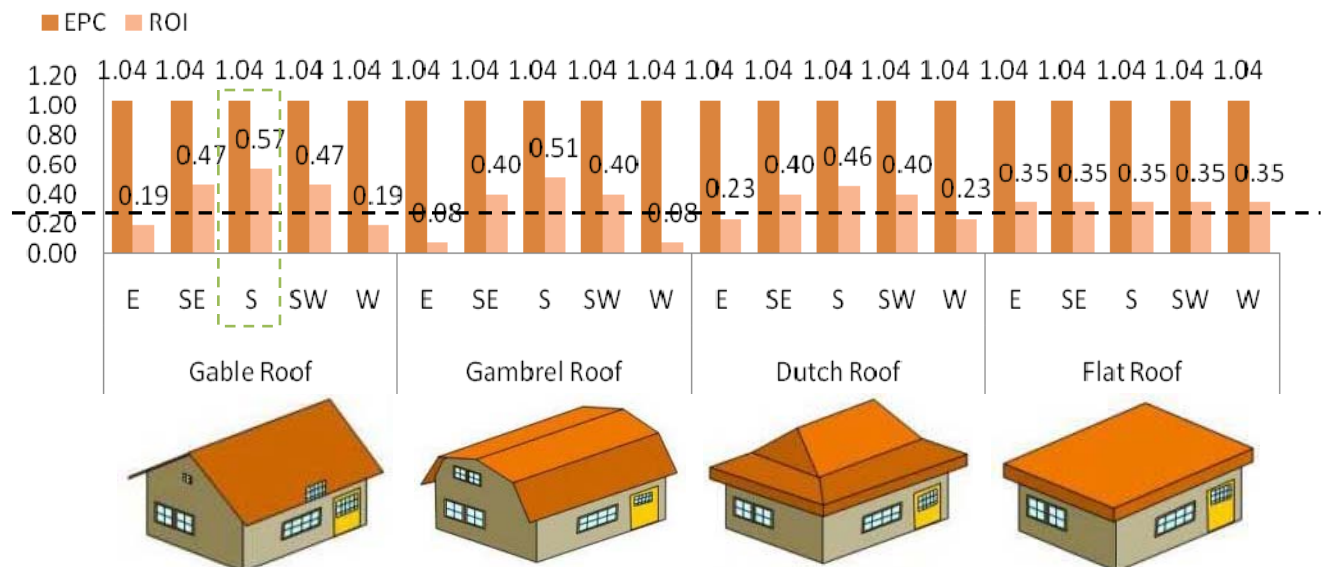 EPC ROI
1.20 1.04 1.04 1.04 1.04 1.04 1.04 1.04 1.04 1.04 1.04 1.04 1.04 1.04 1.04 1.04 1.04 1.04 1.04 1.04 1.04
1.00
0.80
0.60 0.47 0.57 0.47 0.40 0.51 0.40 0.40 0.46 0.40
0.40 0.19 0.19 0.08 0.08 0.23 0.23 0.35 0.35 0.35 0.35 0.35
0.20
0.00
E SE S SW W E SE S SW W E SE S SW W E SE S SW W
Gable Roof Gambrel Roof Dutch Roof Flat Roof